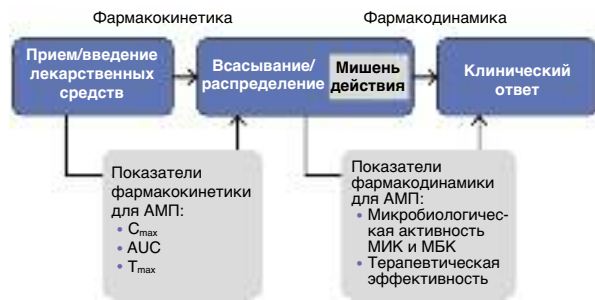 Фармакокинетика
Фармакодинамика
Прием/введение
лекарственных
средств
Всасывание/
распределение
Мишень
действия
Клинический
ответ
Показатели
фармакокинетики
для АМП:
• Cmax
• AUC
• Tmax
Показатели
фармакодинамики
для АМП:
• Микробиологичес-
кая активность
МИК и МБК
• Терапевтическая
эффективность